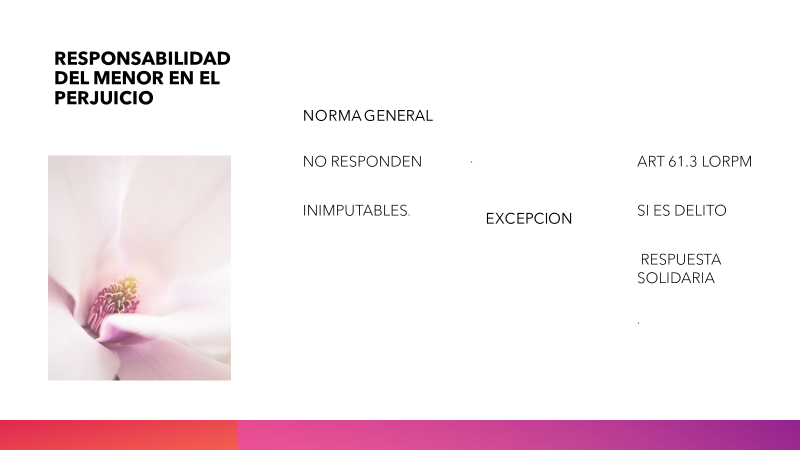 RESPONSABILIDAD
DEL MENOR EN EL
PERJUICIO
NORMA GENERAL
NO RESPONDEN
INIMPUTABLES.
.
EXCEPCION
ART 61.3 LORPM
SI ES DELITO
RESPUESTA
SOLIDARIA
.